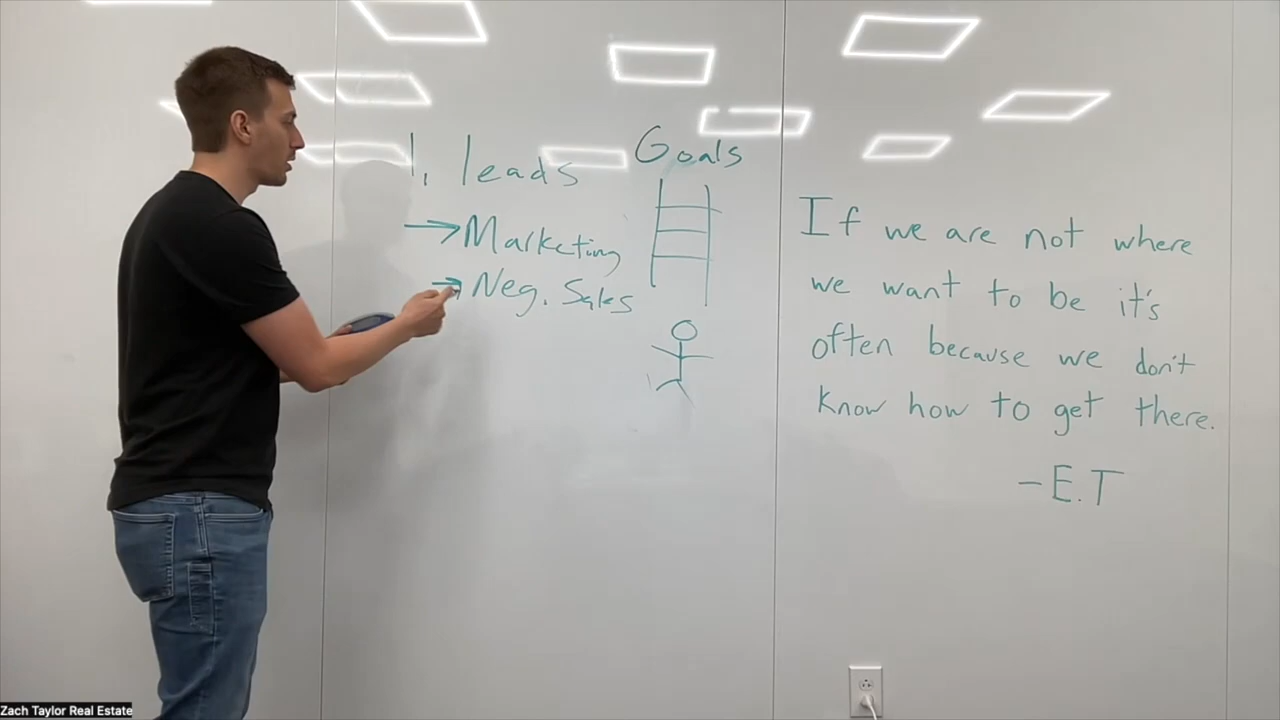 1. leads
→ Marketing
→ Neg. Sales
Goals
If we are not where
we want to be it's
often because we don't
know how to get there.
-E.T
Zach Taylor Real Estate